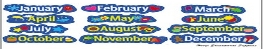 January February March
April May June
July August September
October November December